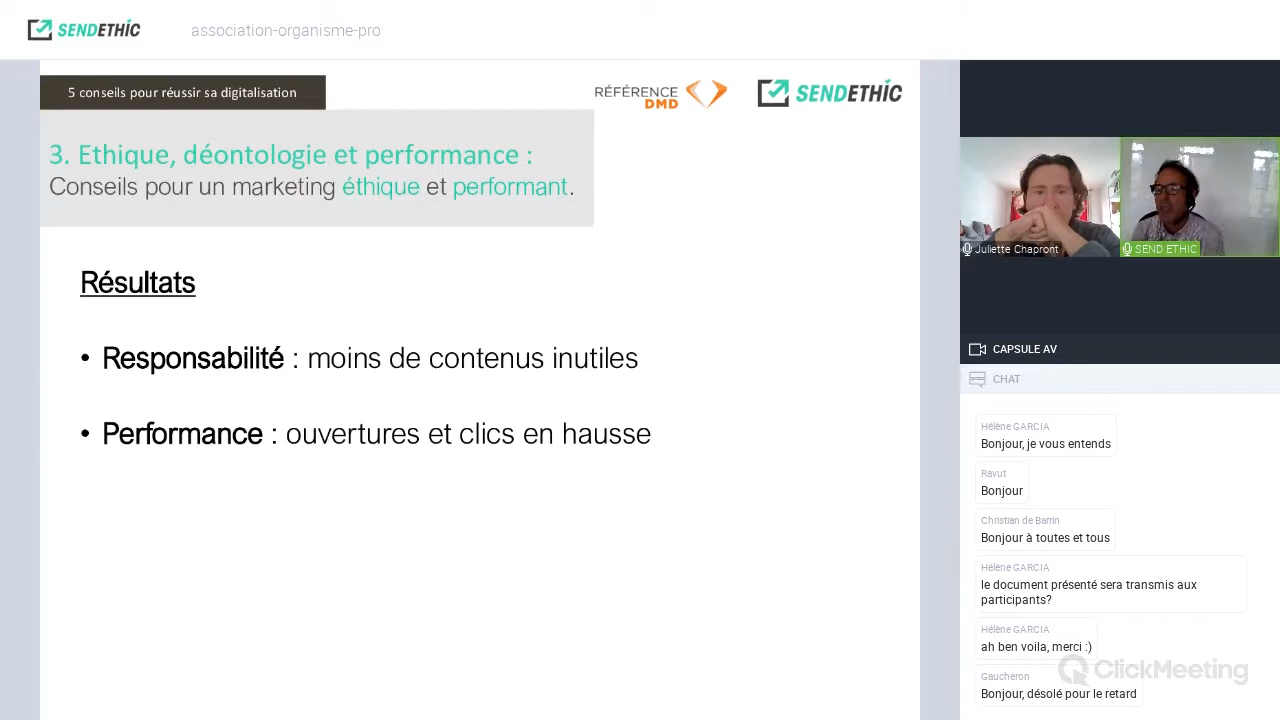 SENDETHIC
association-organisme-pro
5 conseils pour réussir sa digitalisation
RÉFÉRENCE
DMD
SENDETHIC
3. Ethique, déontologie et performance :
Conseils pour un marketing éthique et performant.
Résultats
• Responsabilité : moins de contenus inutiles
• Performance : ouvertures et clics en hausse
Juliette Chapront
SEND ETHIC
CAPSULE AV
CHAT
Hélène GARCIA
Bonjour, je vous entends
Ravut
Bonjour
Christian de Barrin
Bonjour à toutes et tous
Hélène GARCIA
le document présenté sera transmis aux
participants?
Hélène GARCIA
ah ben voila, merci :)
ClickMeeting
Gaucheron
Bonjour, désolé pour le retard